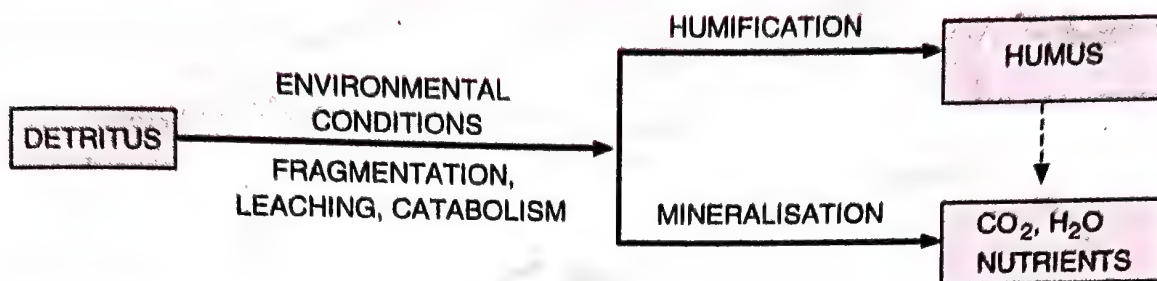 DETRITUS
ENVIRONMENTAL
CONDITIONS
FRAGMENTATION,
LEACHING, CATABOLISM
HUMIFICATION
HUMUS
MINERALISATION
CO₂, H₂O
NUTRIENTS